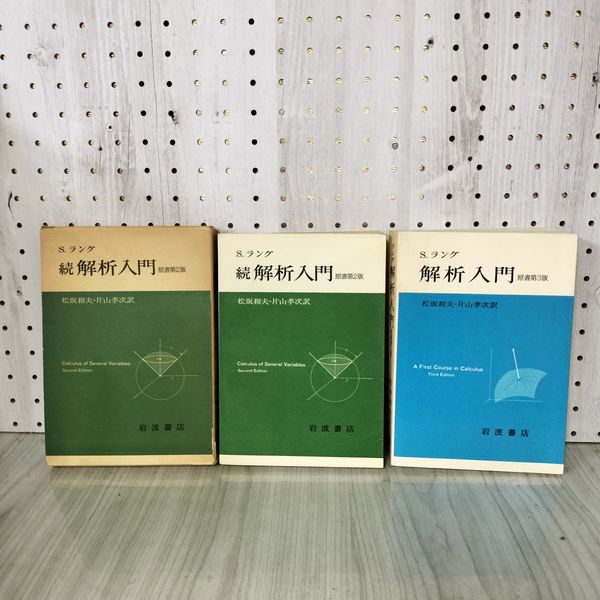 S. ラング
続 解析入門 原書第2版
松坂和夫・片山孝次訳
Calculus of Several Variables
Second Edition
岩波書店
S. ラング
続 解析入門 原書第2版
松坂和夫・片山孝次訳
Calculus of Several Variables
Second Edition
岩波書店
S. ラング
解析入門 原書第3版
松坂和夫・片山孝次訳
A First Course in Calculus
Third Edition
岩波書店